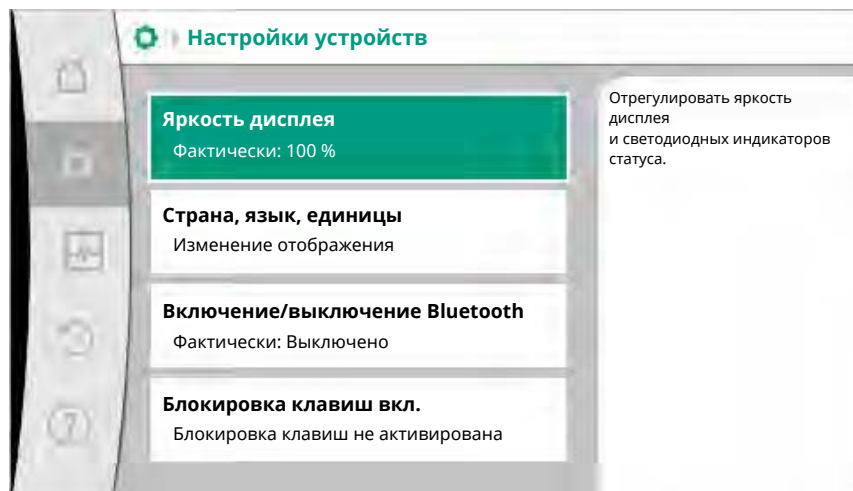 Настройки устройств
Яркость дисплея
Фактически: 100 %
Страна, язык, единицы
Изменение отображения
Включение/выключение Bluetooth
Фактически: Выключено
Блокировка клавиш вкл.
Блокировка клавиш не активирована
Отрегулировать яркость
дисплея
и светодиодных индикаторов
статуса.